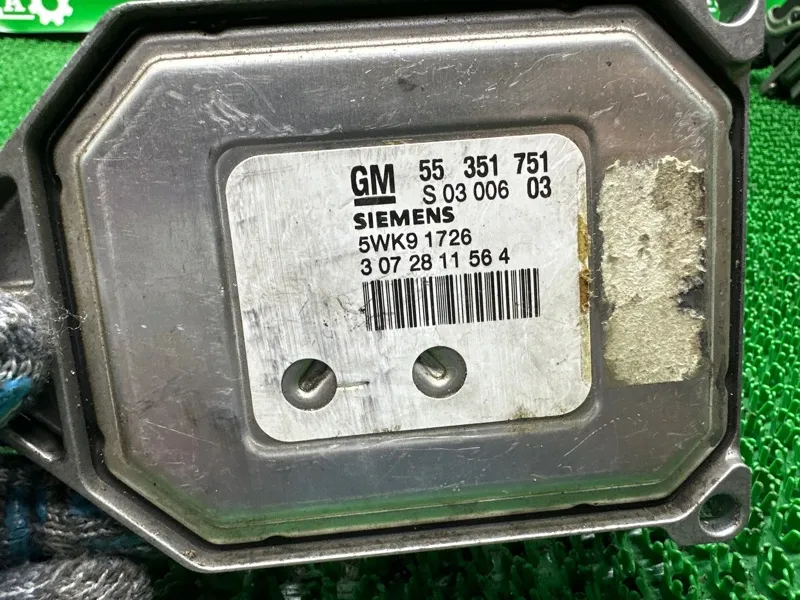 GM 55 351 751
S 03 006 03
SIEMENS
5WK9 1726
3 07 28 11 56 4